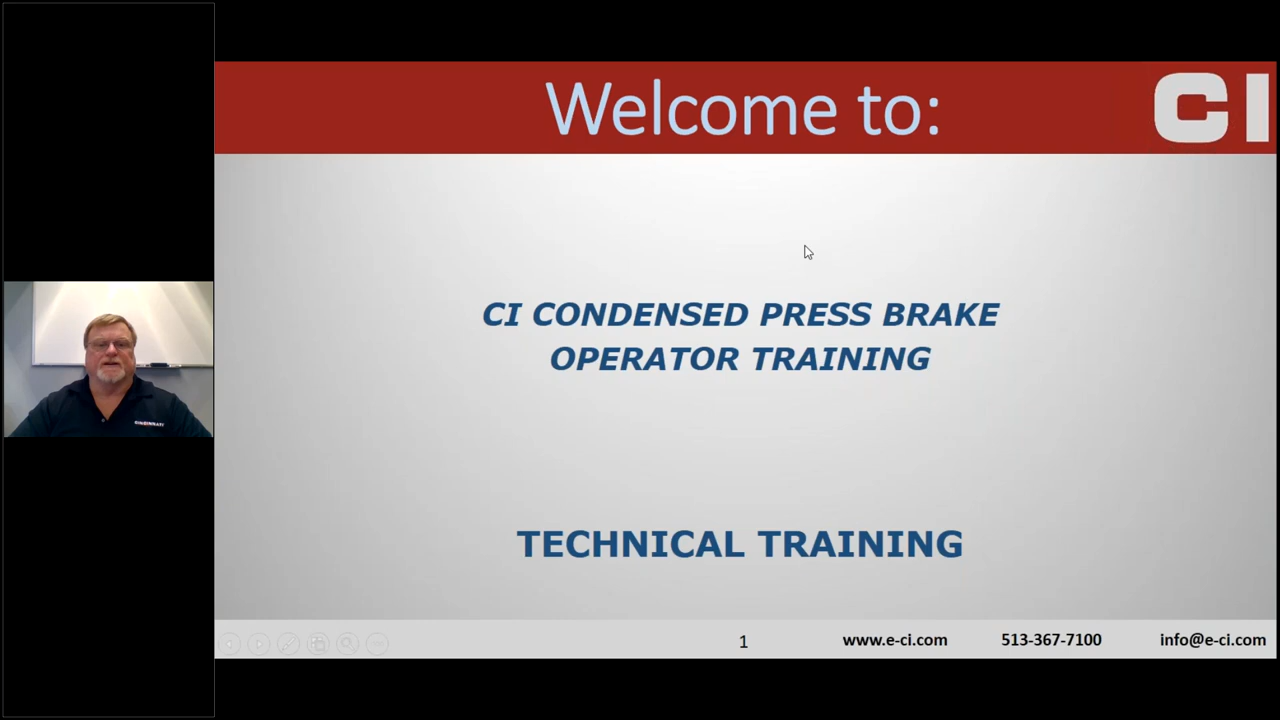 Welcome to:
CI
CI CONDENSED PRESS BRAKE
OPERATOR TRAINING
TECHNICAL TRAINING
1
www.e-ci.com
513-367-7100
info@e-ci.com
CINCINNATI